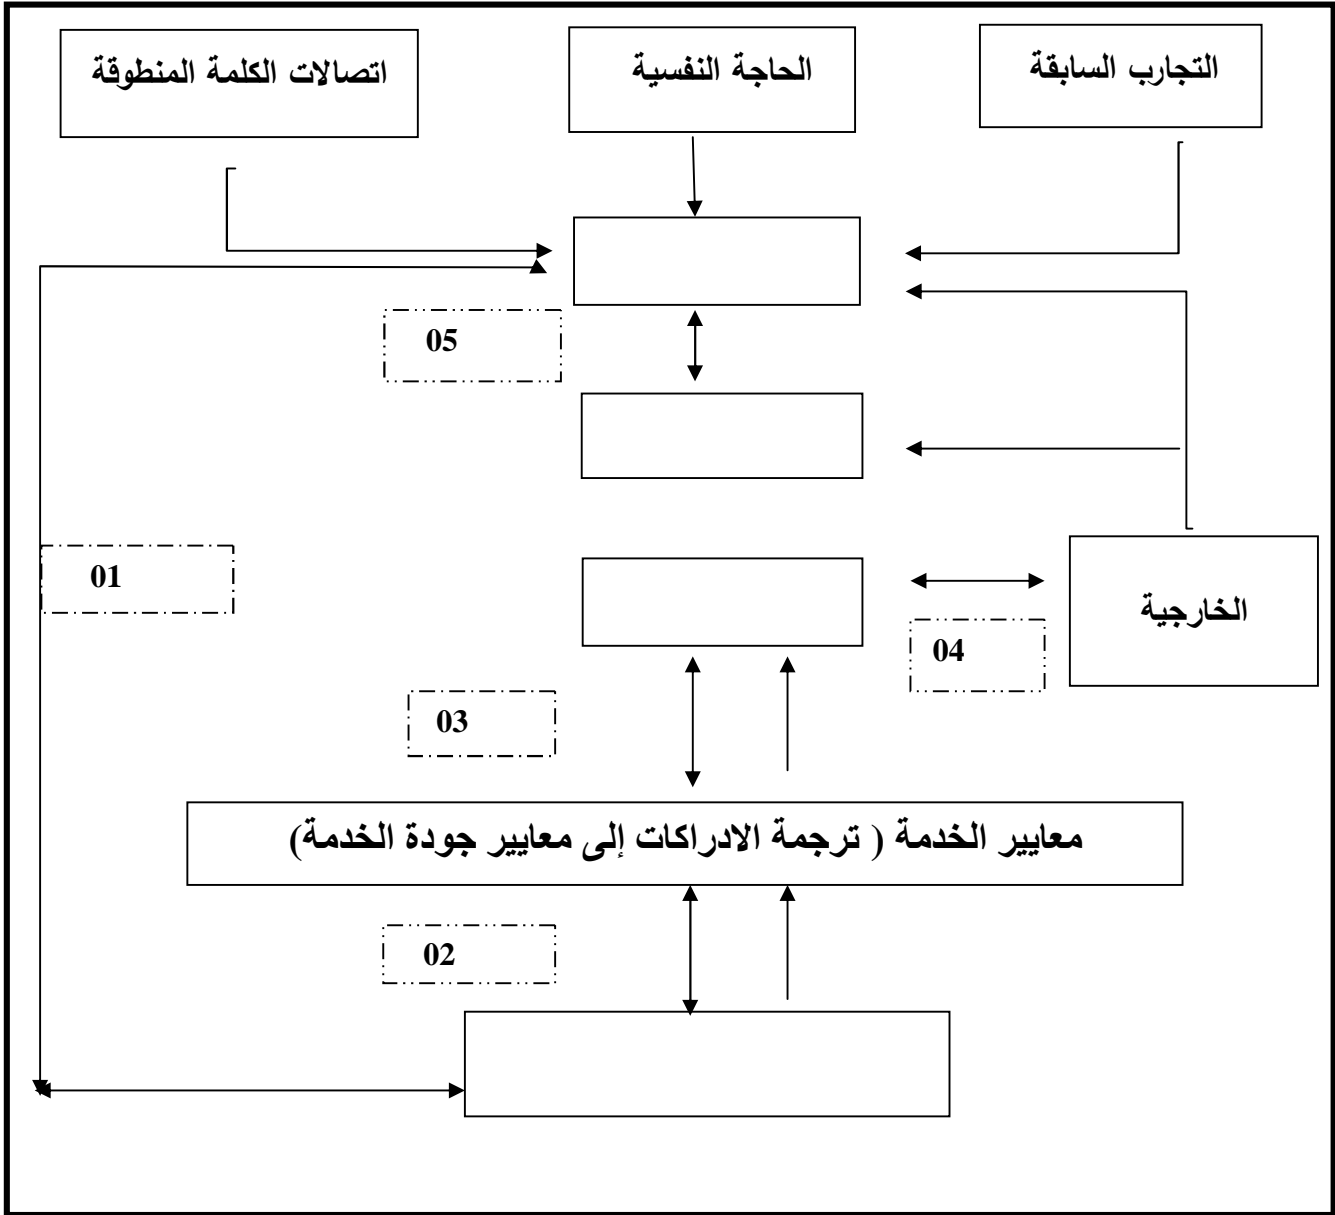 التجارب السابقة
الحاجة النفسية
اتصالات الكلمة المنطوقة
05
01
الخارجية
04
03
معايير الخدمة ( ترجمة الادراكات إلى معايير جودة الخدمة)
02